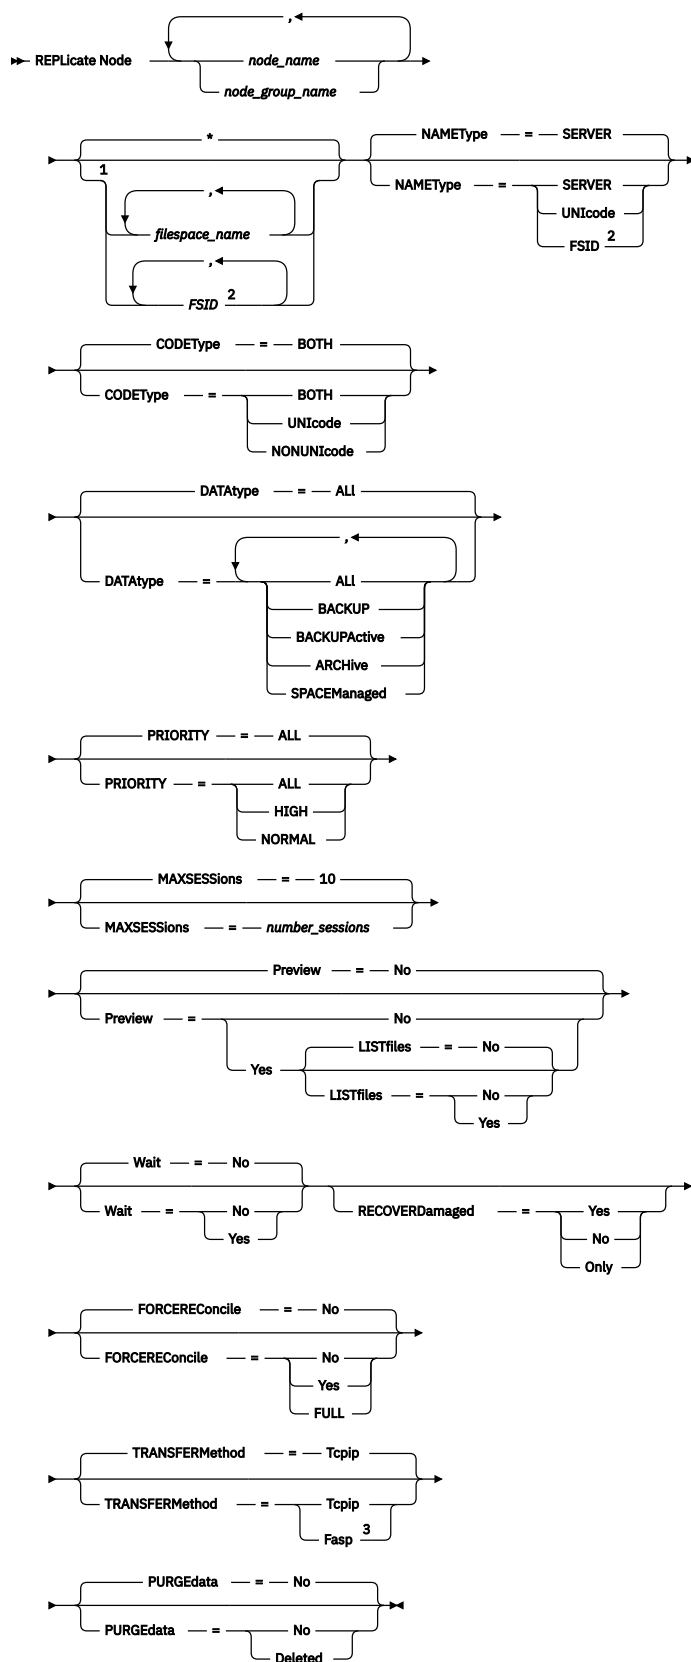 ,
REPLicate Node node_name
node_group_name
*
1
,
filespace_name
,
FSID 2
NAMEType = SERVER
NAMEType = SERVER
UNIcode
FSID 2
CODEType = BOTH
CODEType = BOTH
UNIcode
NONUNIcode
DATAtype = ALl
,
DATAtype = ALl
BACKUP
BACKUPActive
ARCHive
SPACEManaged
PRIORITY = ALL
PRIORITY = ALL
HIGH
NORMAL
MAXSESSions = 10
MAXSESSions = number_sessions
Preview = No
Preview = No
Yes
LISTfiles = No
LISTfiles = No
Yes
Wait = No
Wait = No
Yes
RECOVERDamaged = Yes
No
Only
FORCEREConcile = No
FORCEREConcile = No
Yes
FULL
TRANSFERMethod = Tcpip
TRANSFERMethod = Tcpip
Fasp 3
PURGEdata = No
PURGEdata = No
Deleted